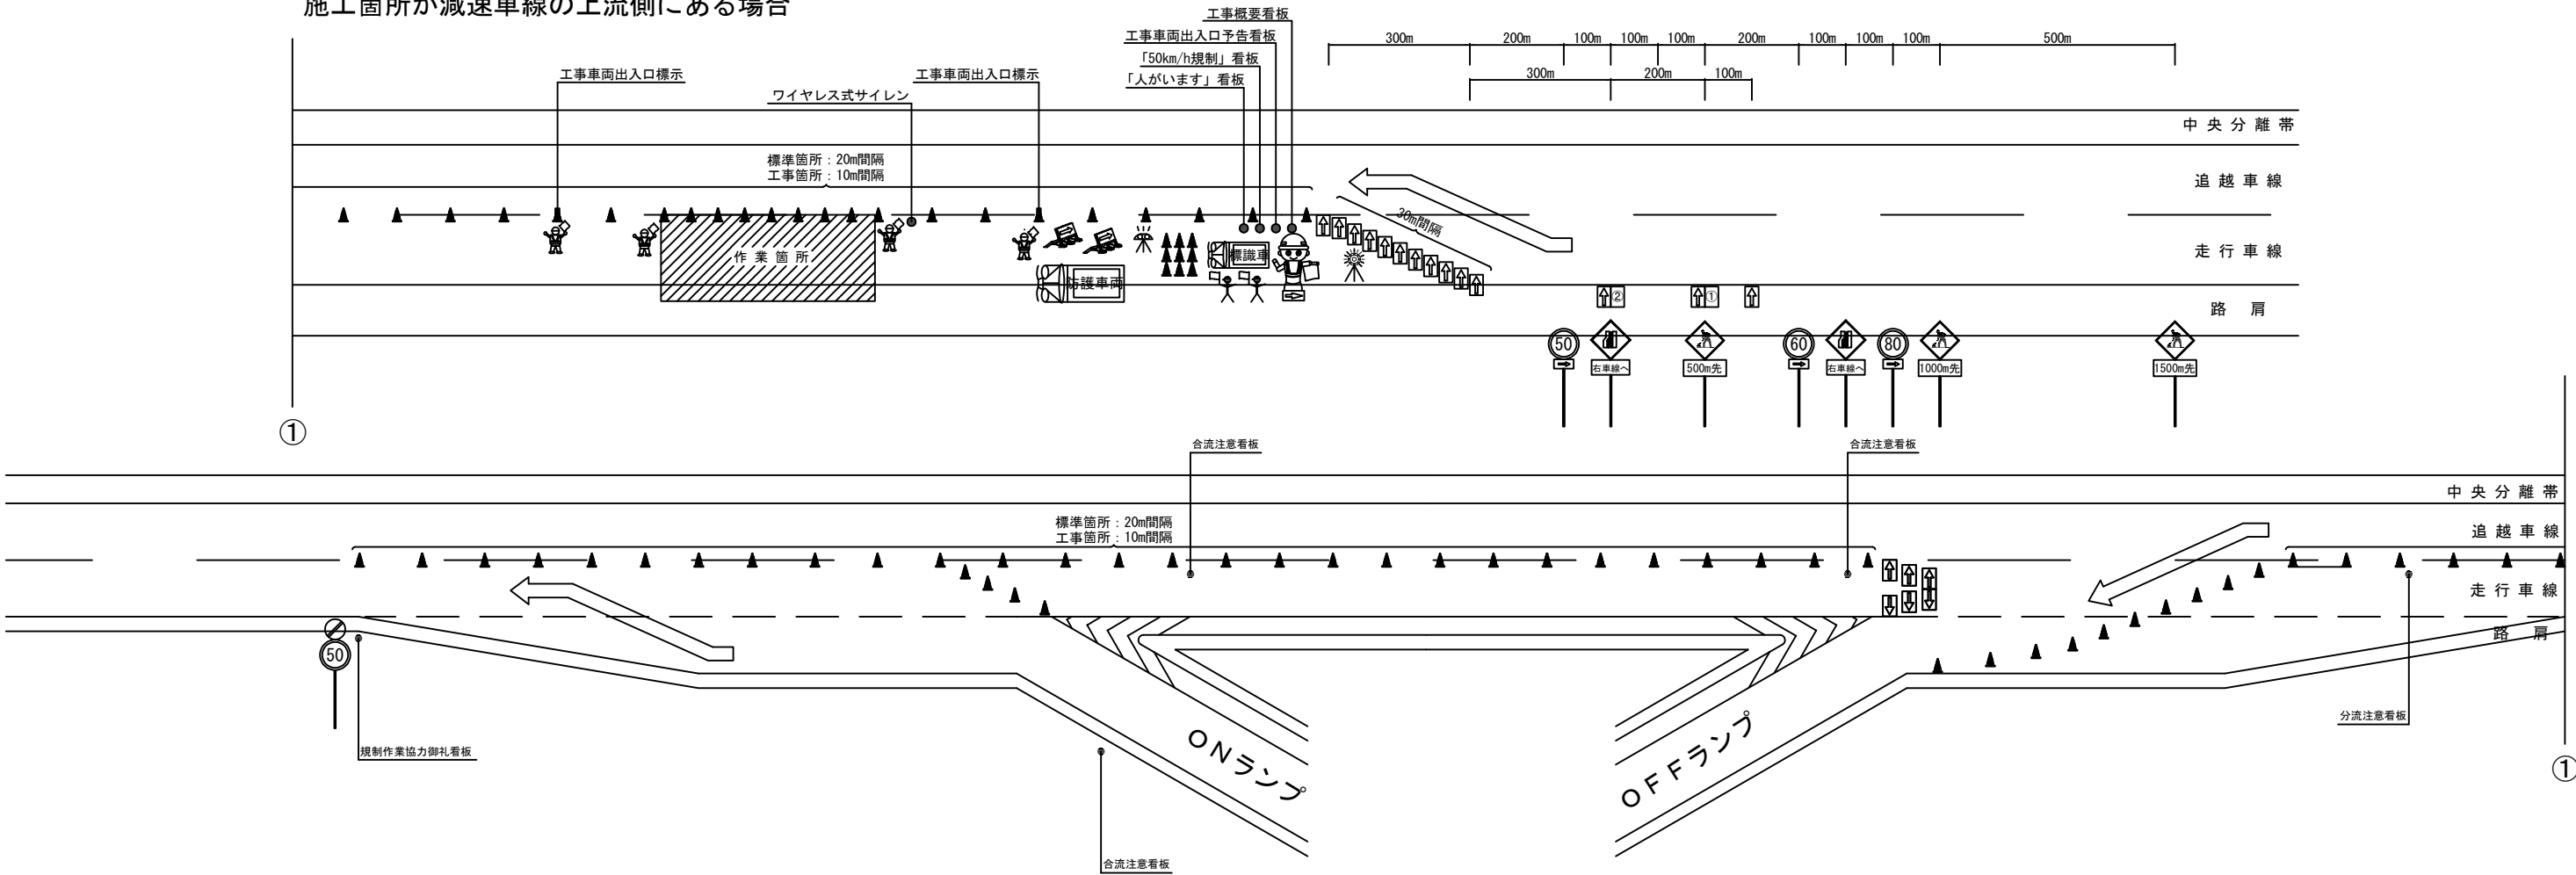 施工箇所が減速車線の上流側にある場合
工事概要看板
工事車両出入口予告看板
「50km/h規制」看板
「人がいます」看板
工事車両出入口標示
工事車両出入口標示
ワイヤレス式サイレン
300m
200m
100m
100m
100m
200m
100m
100m
100m
500m
300m
200m
100m
中央分離帯
標準箇所：20m間隔
工事箇所：10m間隔
追越車線
30m間隔
作業箇所
標識車
走行車線
防護車両
②
①
路肩
50
右車線へ
500m先
60
右車線へ
80
1000m先
1500m先
①
合流注意看板
合流注意看板
中央分離帯
標準箇所：20m間隔
工事箇所：10m間隔
追越車線
走行車線
路肩
50
規制作業協力御礼看板
分流注意看板
ONランプ
OFFランプ
①
合流注意看板